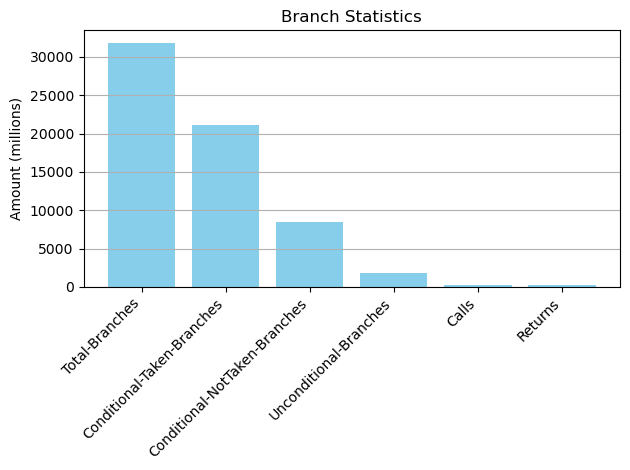 Branch Statistics
Amount (millions)
30000
25000
20000
15000
10000
5000
0
Total-Branches
Conditional-Taken-Branches
Conditional-NotTaken-Branches
Unconditional-Branches
Calls
Returns